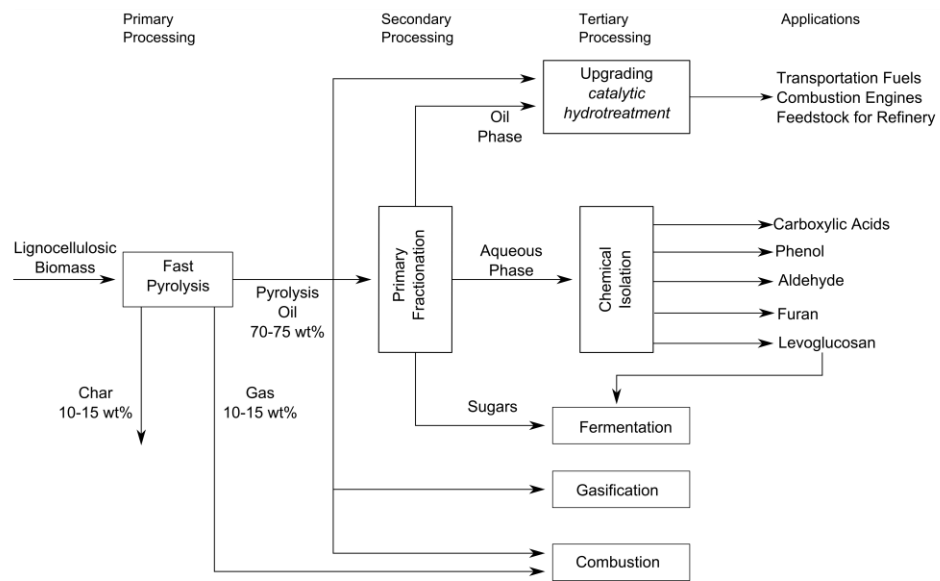 Primary
Processing
Secondary
Processing
Tertiary
Processing
Applications
Upgrading
catalytic
hydrotreatment
Transportation Fuels
Combustion Engines
Feedstock for Refinery
Oil
Phase
Lignocellulosic
Biomass
Fast
Pyrolysis
Pyrolysis
Oil
70-75 wt%
Primary
Fractionation
Aqueous
Phase
Chemical
Isolation
Carboxylic Acids
Phenol
Aldehyde
Furan
Levoglucosan
Char
10-15 wt%
Gas
10-15 wt%
Sugars
Fermentation
Gasification
Combustion